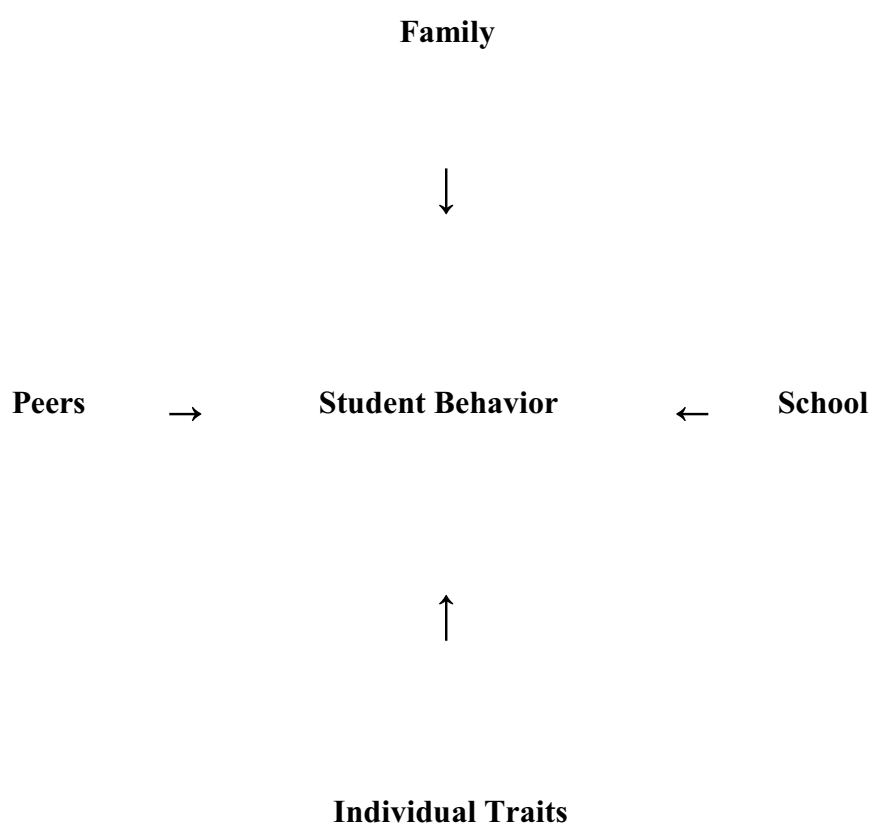 Family
↓
Peers → Student Behavior ← School
↑
Individual Traits